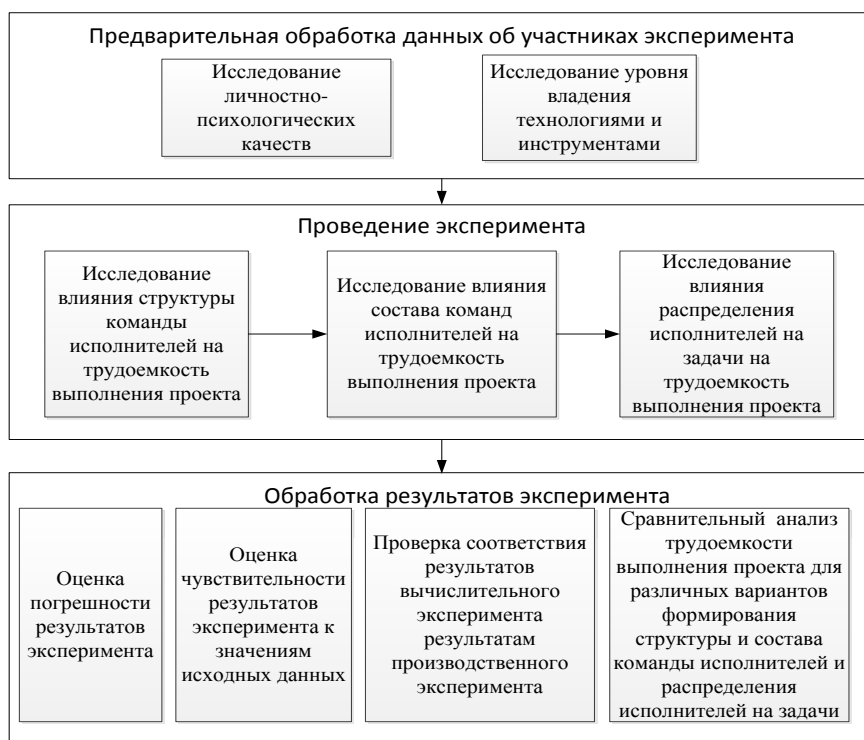 Предварительная обработка данных об участниках эксперимента
Исследование
личностно-
психологических
качеств
Исследование уровня
владения
технологиями и
инструментами
Проведение эксперимента
Исследование
влияния структуры
команды
исполнителей на
трудоемкость
выполнения проекта
Исследование влияния
состава команд
исполнителей на
трудоемкость
выполнения проекта
Исследование
влияния
распределения
исполнителей на
задачи на
трудоемкость
выполнения проекта
Обработка результатов эксперимента
Оценка
погрешности
результатов
эксперимента
Оценка
чувствительности
результатов
эксперимента к
значениям
исходных данных
Проверка соответствия
результатов
вычислительного
эксперимента
результатам
производственного
эксперимента
Сравнительный анализ
трудоемкости
выполнения проекта для
различных вариантов
формирования
структуры и состава
команды исполнителей и
распределения
исполнителей на задачи